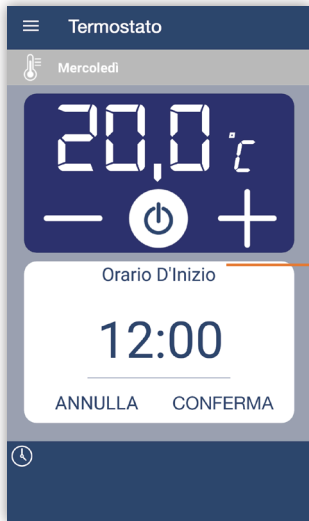 Termostato
Mercoledì
20,0 °C
Orario D'Inizio
12:00
ANNULLA CONFERMA